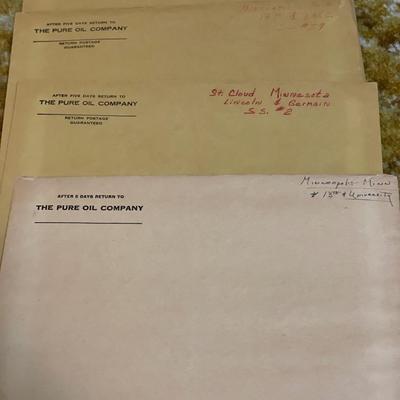 AFTER FIVE DAYS RETURN TO
THE PURE OIL COMPANY
RETURN POSTAGE
GUARANTEED
AFTER FIVE DAYS RETURN TO
THE PURE OIL COMPANY
RETURN POSTAGE
GUARANTEED
St. Cloud Minnesota
Lincoln & Germain
S.S. #2
AFTER 5 DAYS RETURN TO
THE PURE OIL COMPANY
Minneapolis - Minn
# 13th & University